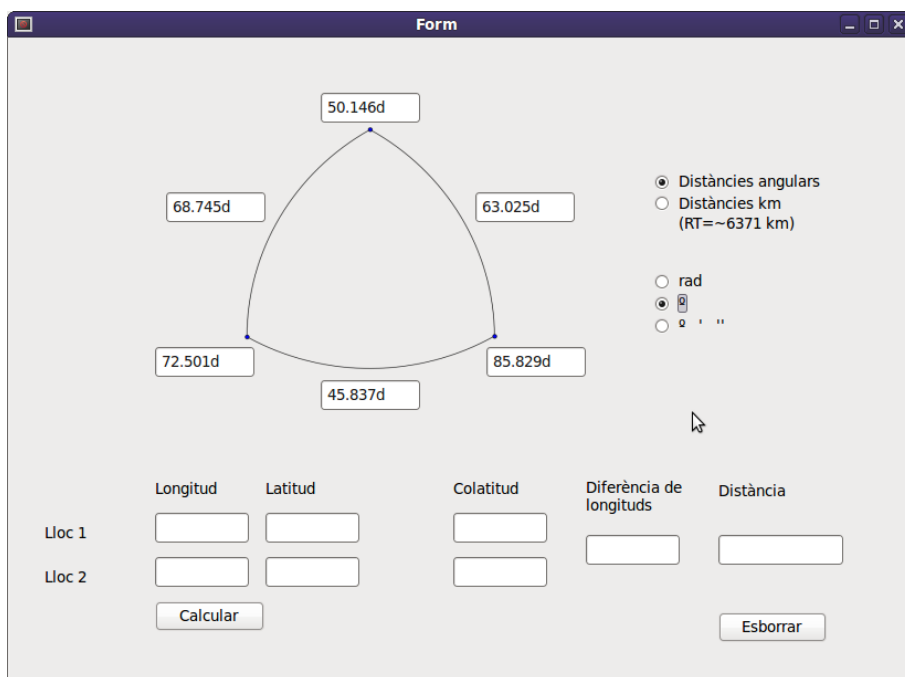 Form
50.146d
68.745d
63.025d
72.501d
85.829d
45.837d
Distàncies angulars
Distàncies km
(RT=~6371 km)
rad
º
º ' ''
Longitud
Latitud
Colatitud
Diferència de
longituds
Distància
Lloc 1
Lloc 2
Calcular
Esborrar